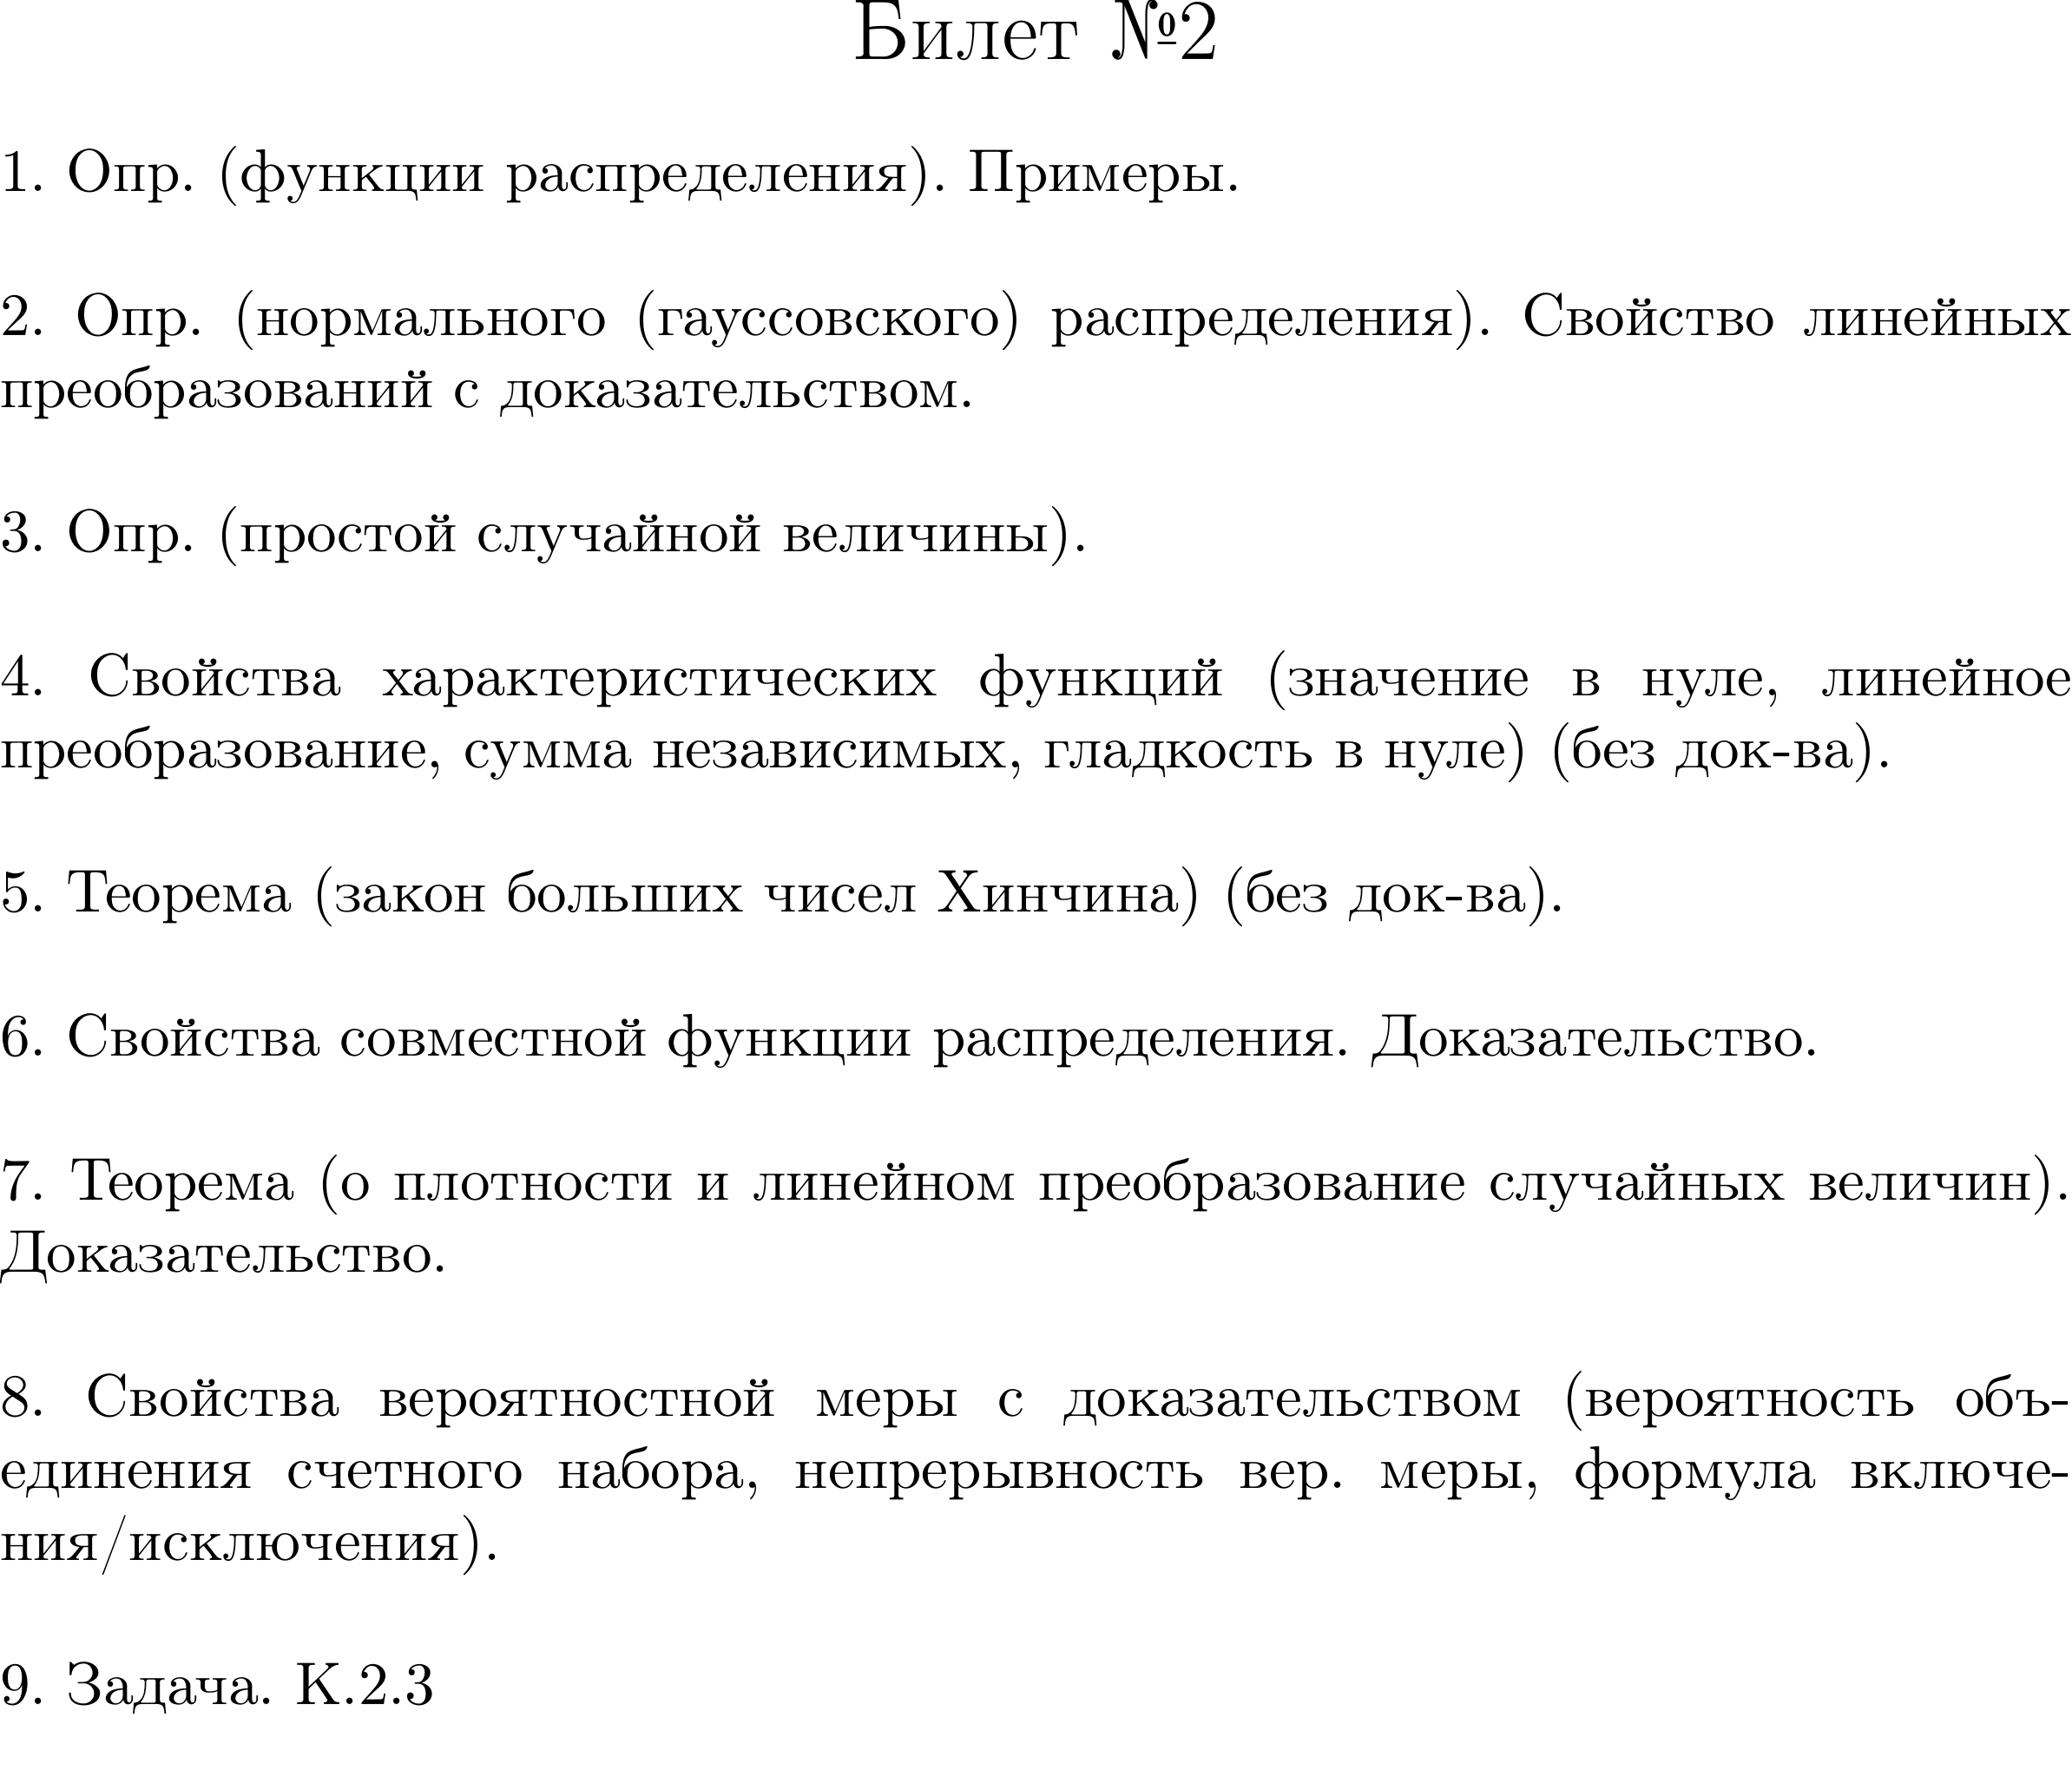 Билет №2
1. Опр. (функции распределения). Примеры.
2. Опр. (нормального (гауссовского) распределения). Свойство линейных
преобразований с доказательством.
3. Опр. (простой случайной величины).
4. Свойства характеристических функций (значение в нуле, линейное
преобразование, сумма независимых, гладкость в нуле) (без док-ва).
5. Теорема (закон больших чисел Хинчина) (без док-ва).
6. Свойства совместной функции распределения. Доказательство.
7. Теорема (о плотности и линейном преобразование случайных величин).
Доказательство.
8. Свойства вероятностной меры с доказательством (вероятность объ-
единения счетного набора, непрерывность вер. меры, формула включе-
ния/исключения).
9. Задача. К.2.3